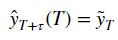 ŷ_{T+τ}(T) = ỹ_T